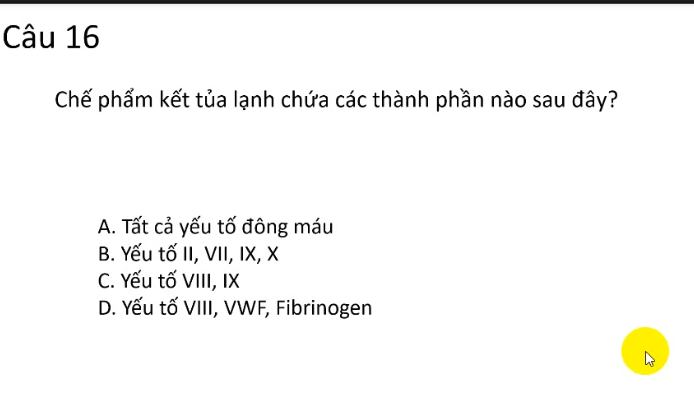 Câu 16
Chế phẩm kết tủa lạnh chứa các thành phần nào sau đây?
A. Tất cả yếu tố đông máu
B. Yếu tố II, VII, IX, X
C. Yếu tố VIII, IX
D. Yếu tố VIII, VWF, Fibrinogen